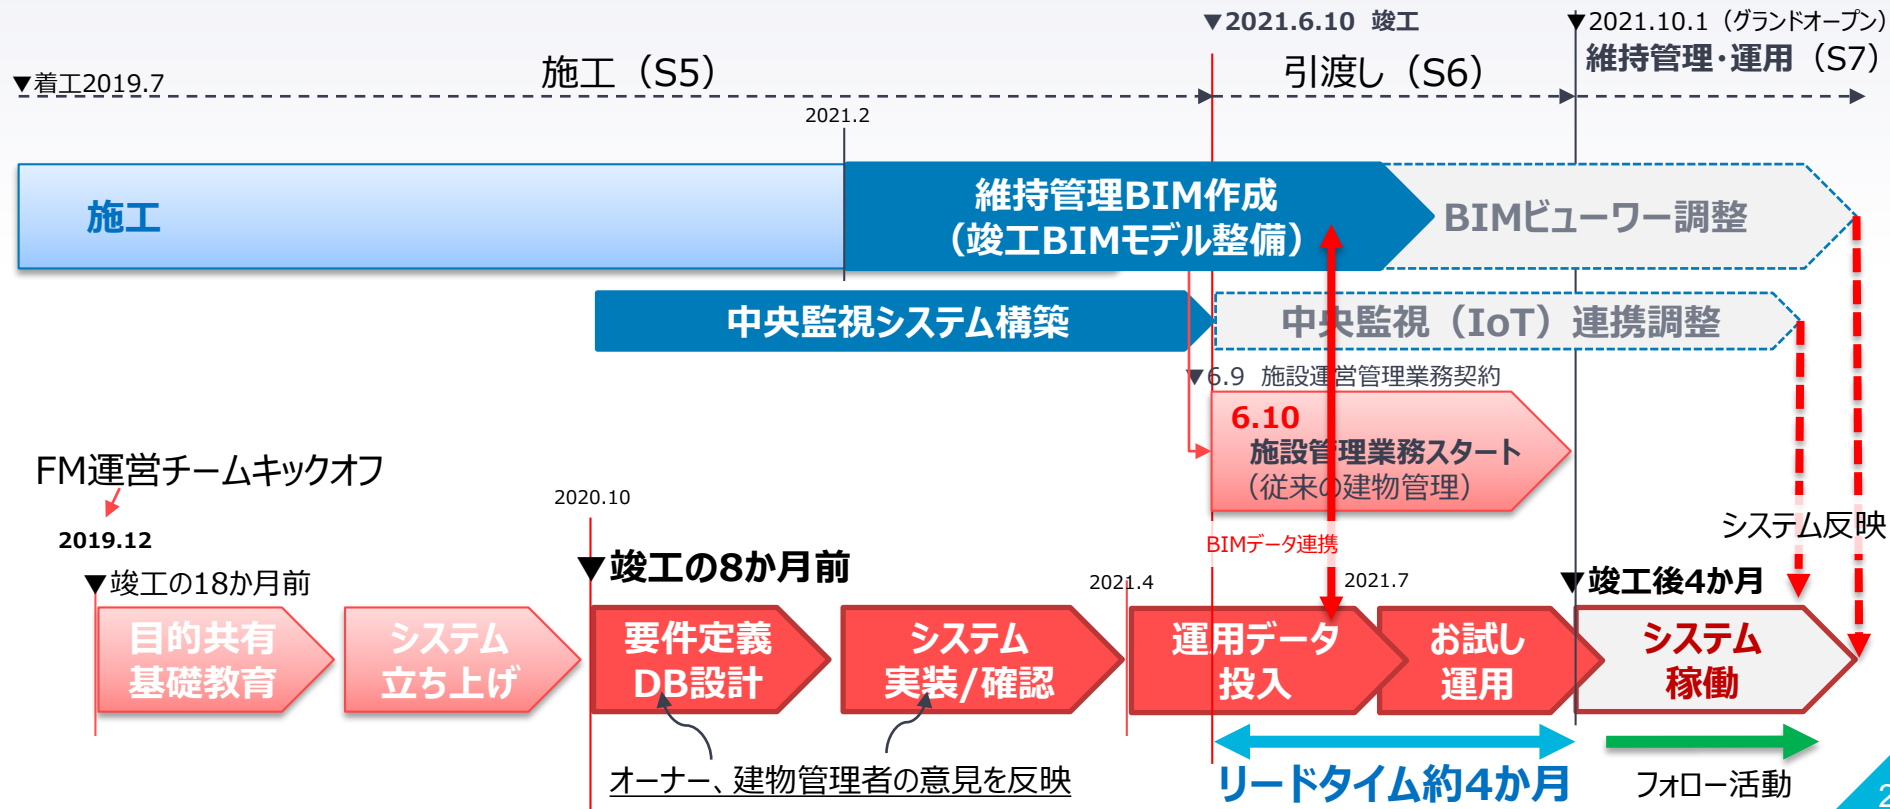 ▼2021.6.10 竣工
▼2021.10.1（グランドオープン）
▼着工2019.7
施工（S5）
引渡し（S6）
維持管理・運用（S7）
2021.2
施工
維持管理BIM作成
（竣工BIMモデル整備）
BIMビューワー調整
中央監視システム構築
中央監視（IoT）連携調整
▼6.9 施設運営管理業務契約
6.10
施設管理業務スタート
（従来の建物管理）
FM運営チームキックオフ
2019.12
2020.10
システム反映
BIMデータ連携
▼竣工の18か月前
▼竣工の8か月前
2021.4
2021.7
▼竣工後4か月
目的共有
基礎教育
システム
立ち上げ
要件定義
DB設計
システム
実装/確認
運用データ
投入
お試し
運用
システム
稼働
オーナー、建物管理者の意見を反映
リードタイム約4か月
フォロー活動
2